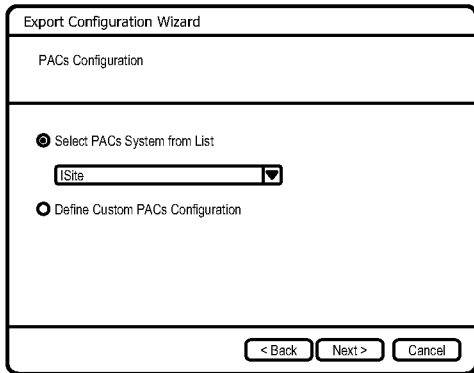 Export Configuration Wizard
PACs Configuration
Select PACs System from List
ISite
Define Custom PACs Configuration
< Back Next > Cancel